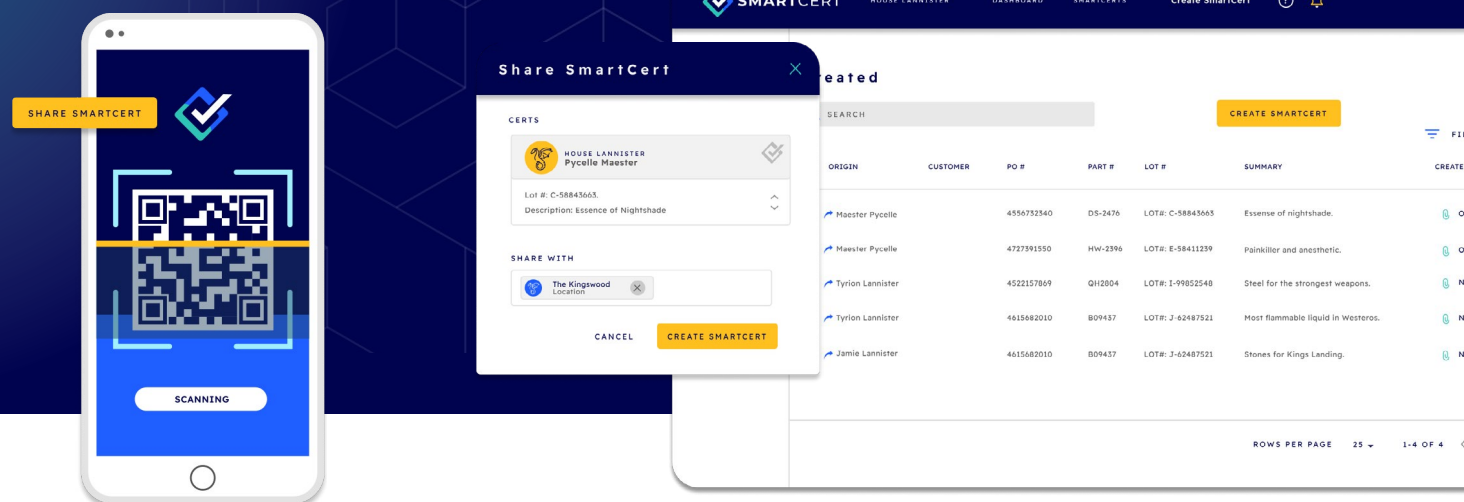 SHARE SMARTCERT
SCANNING
Share SmartCert
CERTS
HOUSE LANNISTER
Pycelle Maester
Lot #: C-58843663.
Description: Essence of Nightshade
SHARE WITH
The Kingswood
Location
CANCEL CREATE SMARTCERT
SMARTCERT HOUSE LANNISTER DASHBOARD SMARTCERTS Create SmartCert ?
eated
SEARCH CREATE SMARTCERT
FI
ORIGIN CUSTOMER PO # PART # LOT # SUMMARY CREATE
Maester Pycelle 4556732340 DS-2476 LOT#: C-58843663 Essense of nightshade. O
Maester Pycelle 4727391550 HW-2396 LOT#: E-58411239 Painkiller and anesthetic. O
Tyrion Lannister 4522157869 QH2804 LOT#: I-99852548 Steel for the strongest weapons. N
Tyrion Lannister 4615682010 B09437 LOT#: J-62487521 Most flammable liquid in Westeros. N
Jamie Lannister 4615682010 B09437 LOT#: J-62487521 Stones for Kings Landing. N
ROWS PER PAGE 25 1-4 OF 4